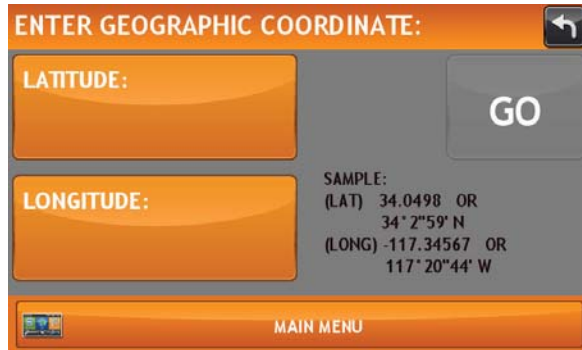 ENTER GEOGRAPHIC COORDINATE:
LATITUDE:
GO
LONGITUDE:
SAMPLE:
(LAT) 34.0498 OR
34°2"59' N
(LONG) -117.34567 OR
117°20"44' W
MAIN MENU